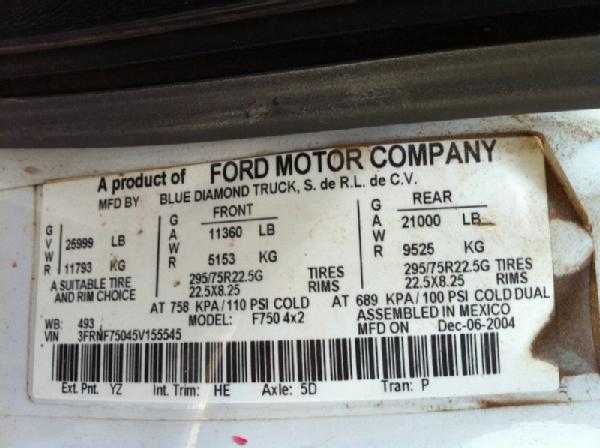 A product of FORD MOTOR COMPANY
MFD BY BLUE DIAMOND TRUCK, S. de R.L. de C.V.
GVWR 25999 LB
11793 KG
FRONT GAWR 11360 LB
5153 KG
REAR GAWR 21000 LB
9525 KG
A SUITABLE TIRE AND RIM CHOICE
295/75R22.5G TIRES
22.5X8.25 RIMS
295/75R22.5G TIRES
22.5X8.25 RIMS
AT 758 KPA/110 PSI COLD
AT 689 KPA/100 PSI COLD DUAL
WB: 493
MODEL: F750 4x2
ASSEMBLED IN MEXICO
VIN 3FRNF75045V155545
MFD ON Dec-06-2004
Ext. Pnt. YZ Int. Trim: HE Axle: 5D Tran: P